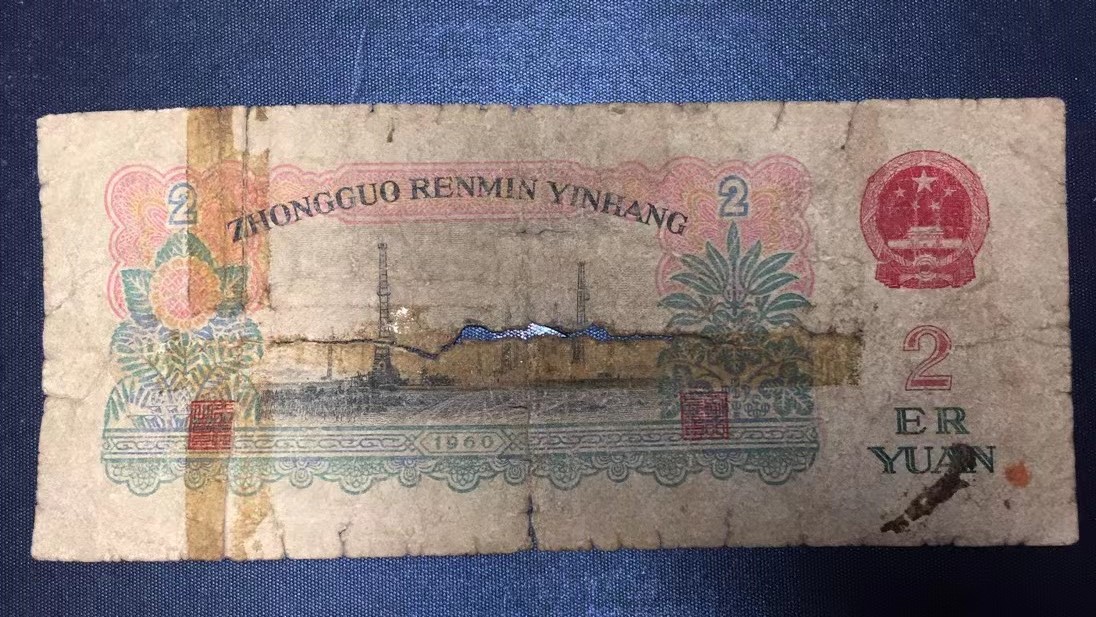 2
2
ZHONGGUO RENMIN YINHANG
2
ER
YUAN
1960